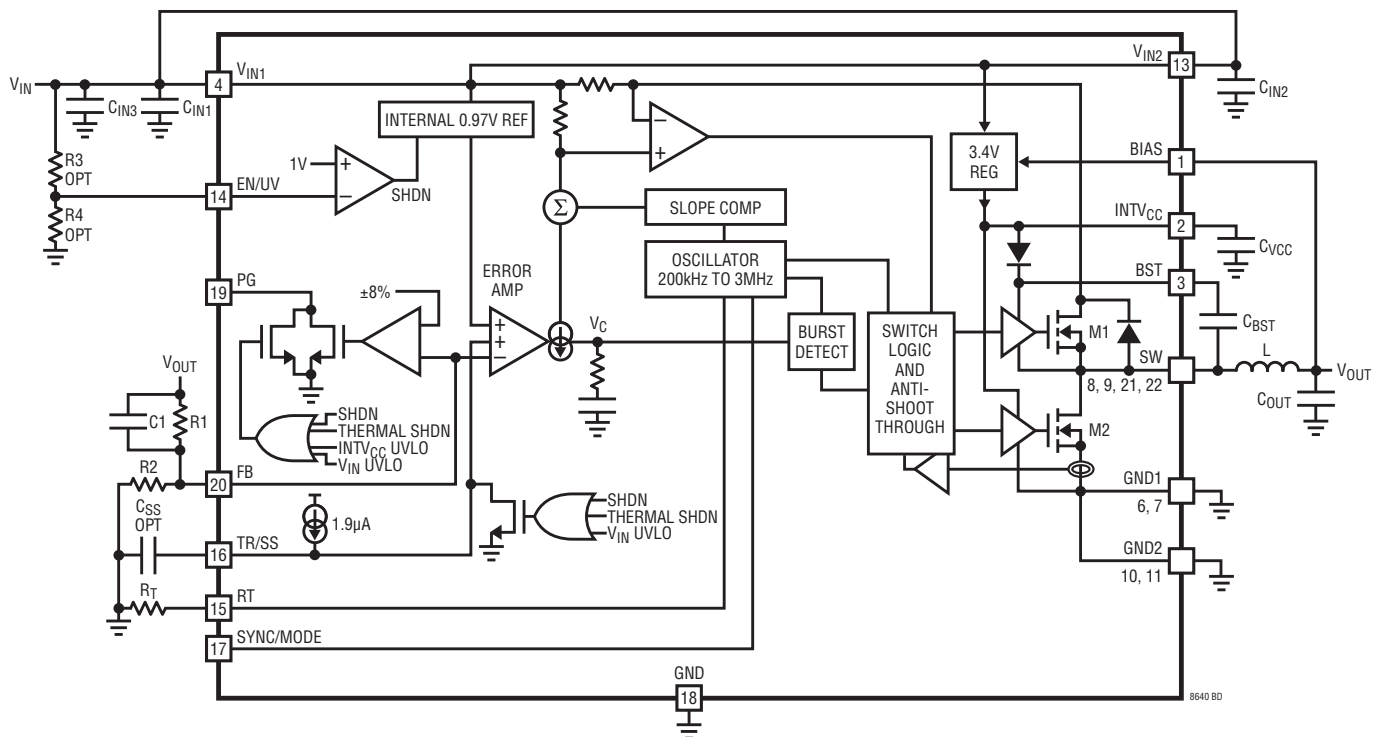 VIN
CIN3
CIN1
4
VIN1
VIN2
13
CIN2
R3
OPT
R4
OPT
14
EN/UV
1V
+
−
SHDN
INTERNAL 0.97V REF
−
+
Σ
SLOPE COMP
OSCILLATOR
200kHz TO 3MHz
3.4V
REG
BIAS
1
INTVCC
2
CVCC
BST
3
CBST
19
PG
±8%
ERROR
AMP
+
+
−
VC
BURST
DETECT
SWITCH
LOGIC
AND
ANTI-
SHOOT
THROUGH
M1
SW
8, 9, 21, 22
L
VOUT
COUT
M2
VOUT
C1
R1
SHDN
THERMAL SHDN
INTVCC UVLO
VIN UVLO
R2
20
FB
CSS
OPT
1.9µA
SHDN
THERMAL SHDN
VIN UVLO
GND1
6, 7
16
TR/SS
GND2
10, 11
RT
15
RT
17
SYNC/MODE
GND
18
8640 BD